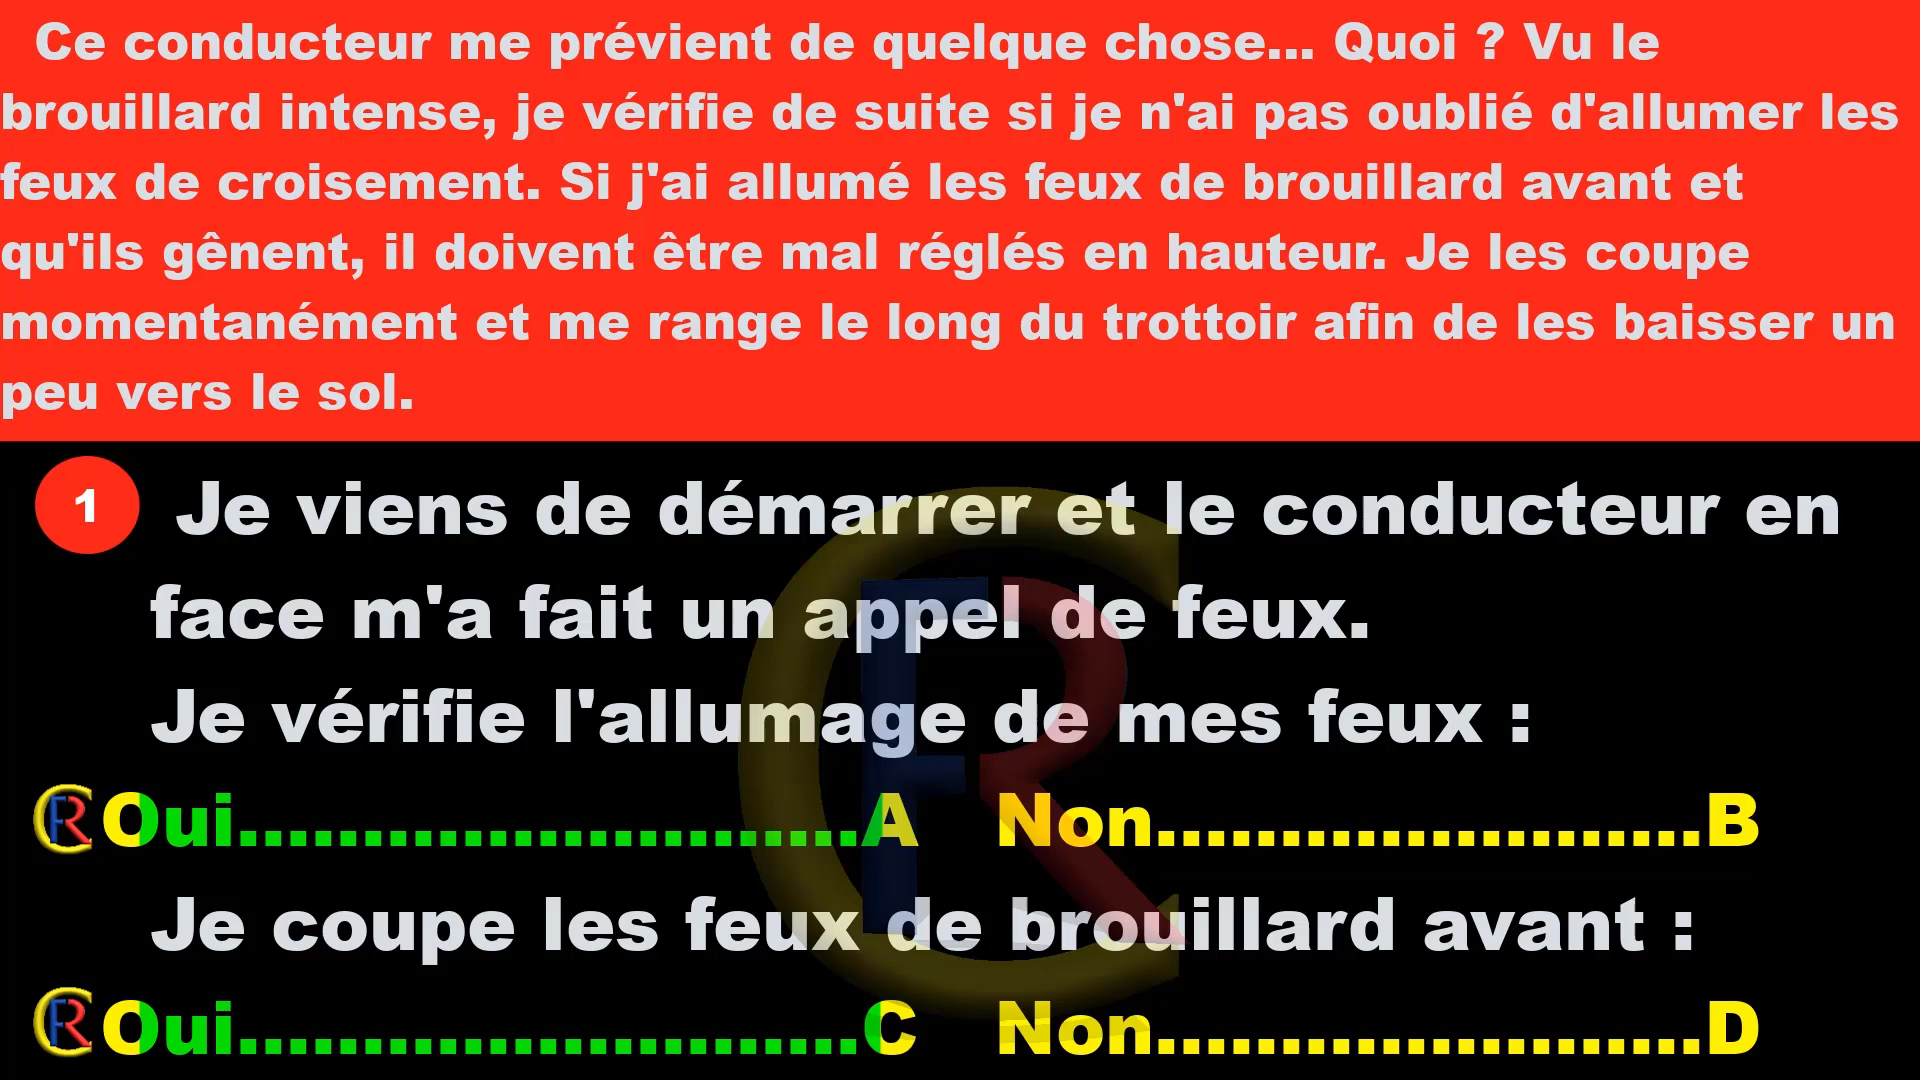 Ce conducteur me prévient de quelque chose... Quoi ? Vu le
brouillard intense, je vérifie de suite si je n'ai pas oublié d'allumer les
feux de croisement. Si j'ai allumé les feux de brouillard avant et
qu'ils gênent, il doivent être mal réglés en hauteur. Je les coupe
momentanément et me range le long du trottoir afin de les baisser un
peu vers le sol.
1 Je viens de démarrer et le conducteur en
face m'a fait un appel de feux.
Je vérifie l'allumage de mes feux :
CFR Oui.........................A Non......................B
Je coupe les feux de brouillard avant :
CFR Oui.........................C Non......................D
CFR